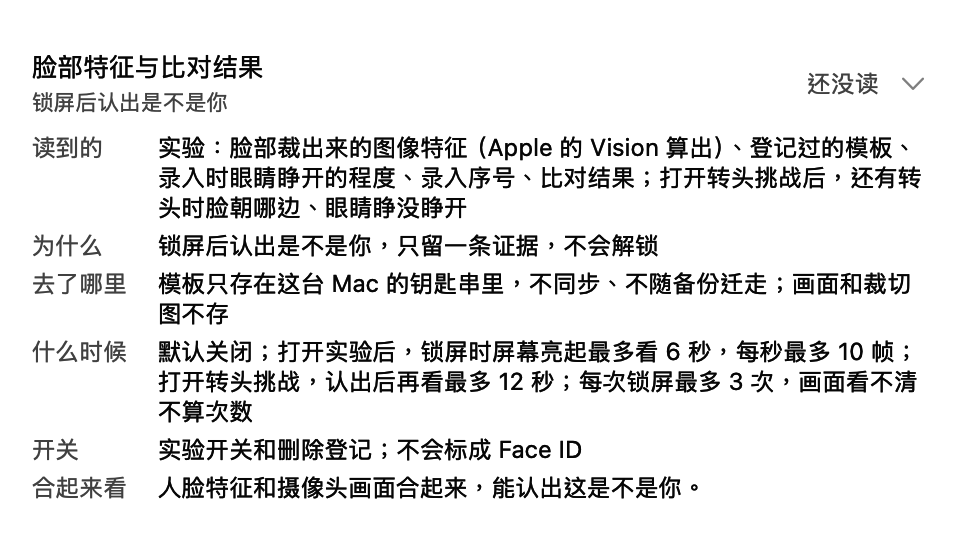 脸部特征与比对结果
锁屏后认出是不是你
还没读
读到的
实验：脸部裁出来的图像特征（Apple 的 Vision 算出）、登记过的模板、
录入时眼睛睁开的程度、录入序号、比对结果；打开转头挑战后，还有转
头时脸朝哪边、眼睛睁没睁开
为什么
锁屏后认出是不是你，只留一条证据，不会解锁
去了哪里
模板只存在这台 Mac 的钥匙串里，不同步、不随备份迁走；画面和裁切
图不存
什么时候
默认关闭；打开实验后，锁屏时屏幕亮起最多看 6 秒，每秒最多 10 帧；
打开转头挑战，认出后再看最多 12 秒；每次锁屏最多 3 次，画面看不清
不算次数
开关
实验开关和删除登记；不会标成 Face ID
合起来看
人脸特征和摄像头画面合起来，能认出这是不是你。